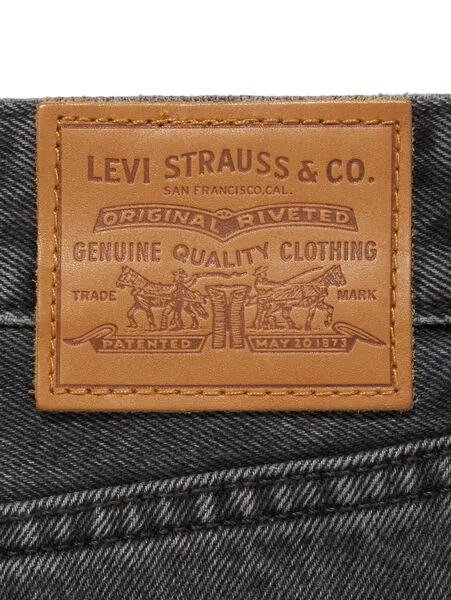 LEVI STRAUSS & CO.
SAN FRANCISCO, CAL.
ORIGINAL RIVETED
GENUINE QUALITY CLOTHING
TRADE MARK
PATENTED MAY 20 1873